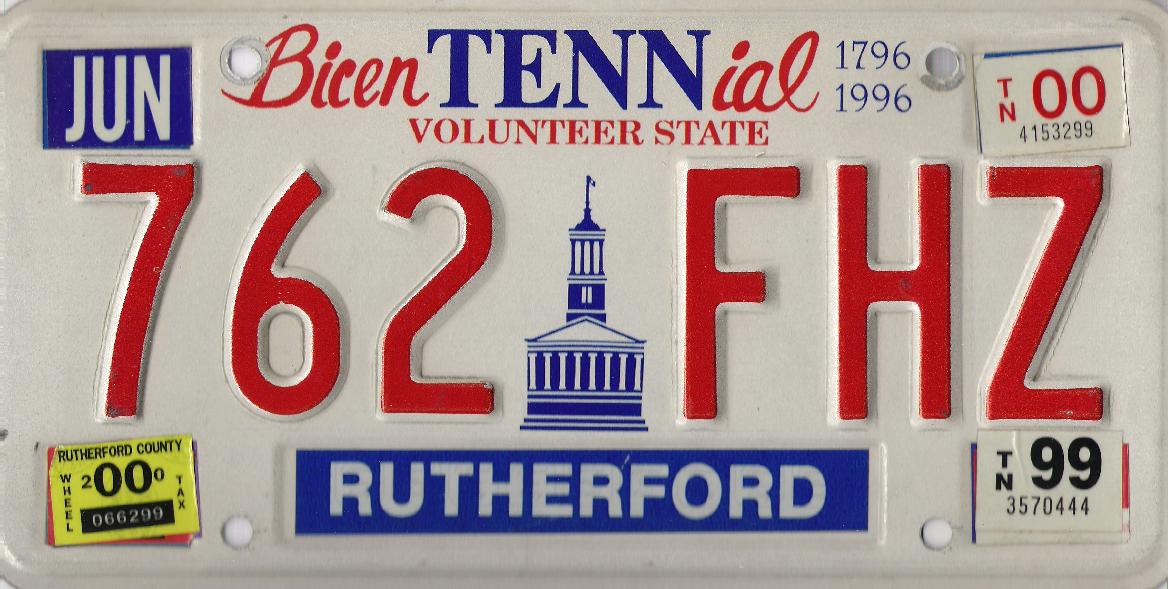 JUN
BicenTENNial
1796
1996
VOLUNTEER STATE
TN 00
4153299
762 FHZ
RUTHERFORD COUNTY
WHEEL 2000 TAX
066299
RUTHERFORD
TN 99
3570444